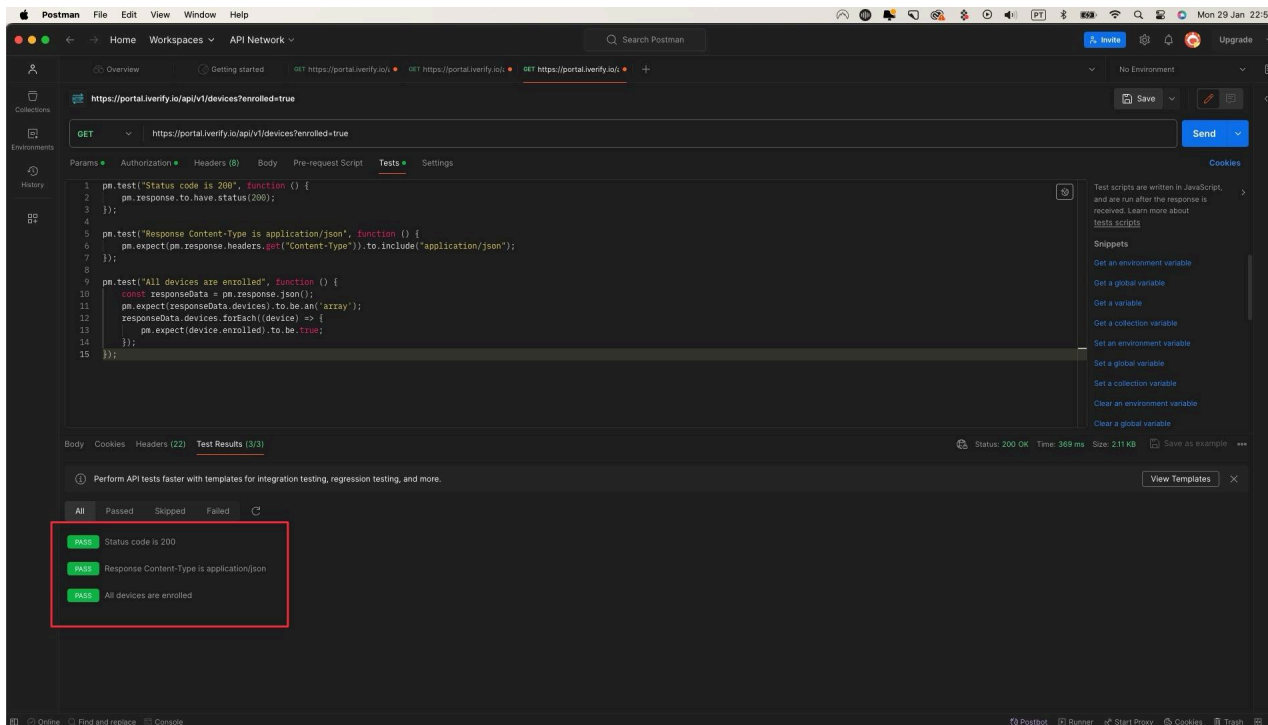 Postman File Edit View Window Help PT Mon 29 Jan 22:5
Home Workspaces API Network Search Postman Invite Upgrade
Overview Getting started GET https://portal.iverify.io/a GET https://portal.iverify.io/a GET https://portal.iverify.io/a + No Environment
https://portal.iverify.io/api/v1/devices?enrolled=true Save
Collections
GET https://portal.iverify.io/api/v1/devices?enrolled=true Send
Environments
Params Authorization Headers (8) Body Pre-request Script Tests Settings Cookies
History
1 pm.test("Status code is 200", function () {
2 pm.response.to.have.status(200);
3 });
4
5 pm.test("Response Content-Type is application/json", function () {
6 pm.expect(pm.response.headers.get("Content-Type")).to.include("application/json");
7 });
8
9 pm.test("All devices are enrolled", function () {
10 const responseData = pm.response.json();
11 pm.expect(responseData.devices).to.be.an('array');
12 responseData.devices.forEach((device) => {
13 pm.expect(device.enrolled).to.be.true;
14 });
15 });
Test scripts are written in JavaScript,
and are run after the response is
received. Learn more about
tests scripts
Snippets
Get an environment variable
Get a global variable
Get a variable
Get a collection variable
Set an environment variable
Set a global variable
Set a collection variable
Clear an environment variable
Clear a global variable
Body Cookies Headers (22) Test Results (3/3) Status: 200 OK Time: 369 ms Size: 2.11 KB Save as example
Perform API tests faster with templates for integration testing, regression testing, and more. View Templates
All Passed Skipped Failed
PASS Status code is 200
PASS Response Content-Type is application/json
PASS All devices are enrolled
Online Find and replace Console Postbot Runner Start Proxy Cookies Trash